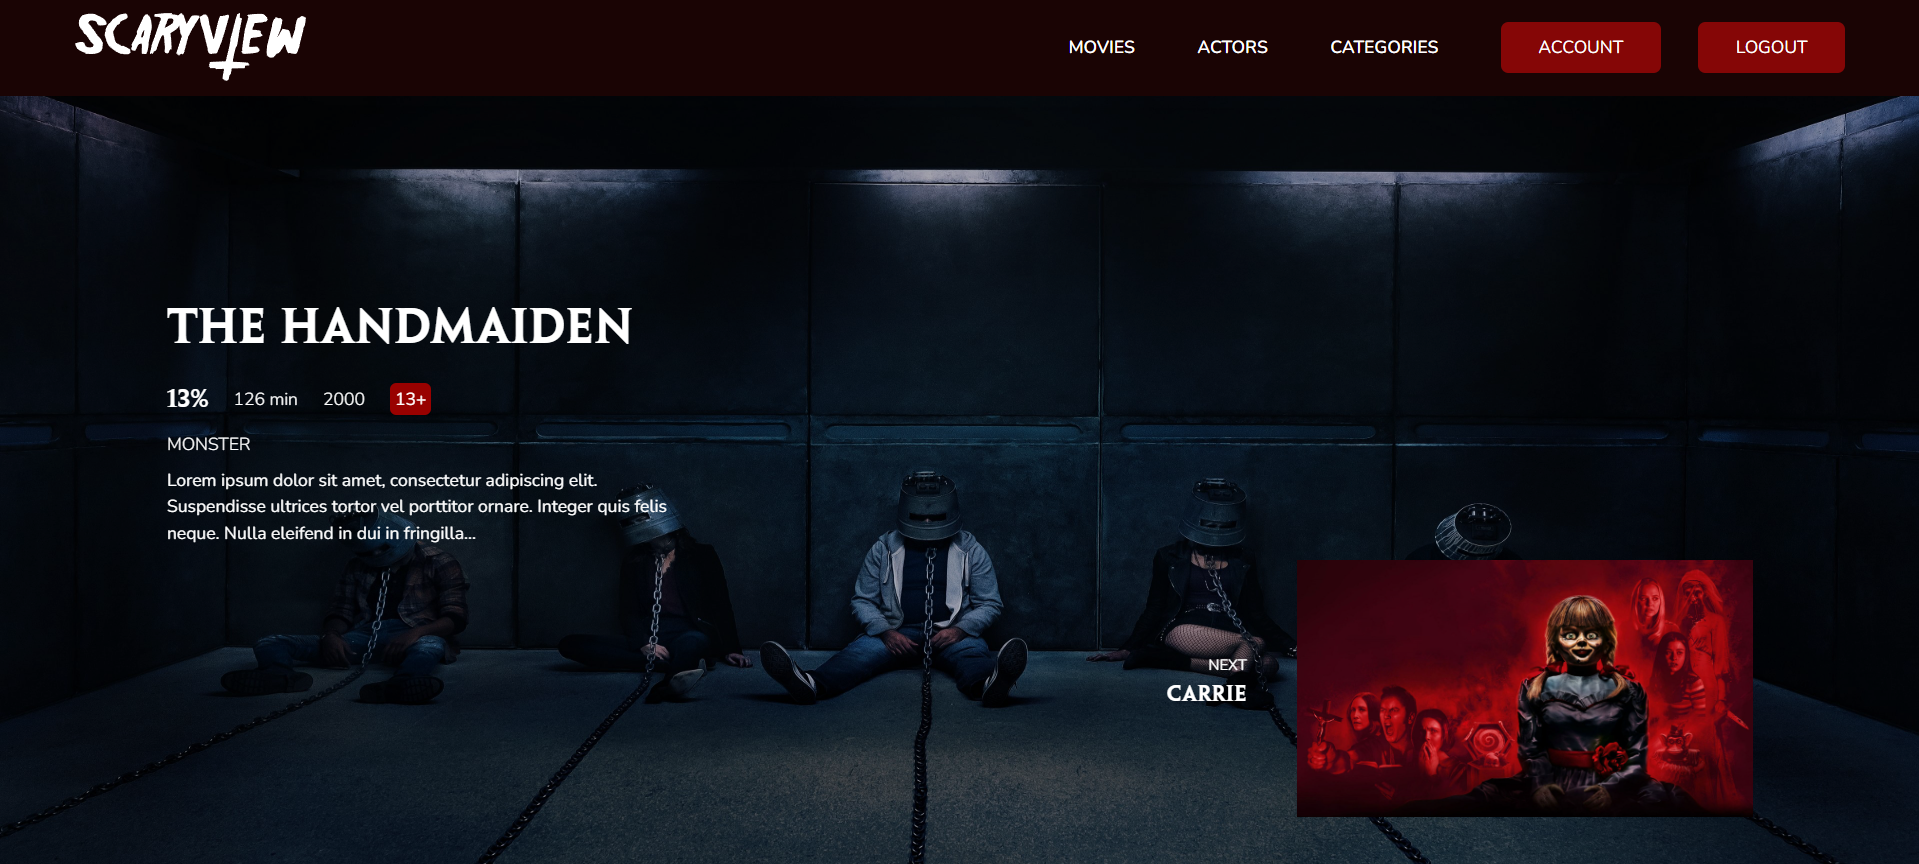 SCARYVIEW
MOVIES
ACTORS
CATEGORIES
ACCOUNT
LOGOUT
THE HANDMAIDEN
13%
126 min
2000
13+
MONSTER
Lorem ipsum dolor sit amet, consectetur adipiscing elit.
Suspendisse ultrices tortor vel porttitor ornare. Integer quis felis
neque. Nulla eleifend in dui in fringilla...
NEXT
CARRIE